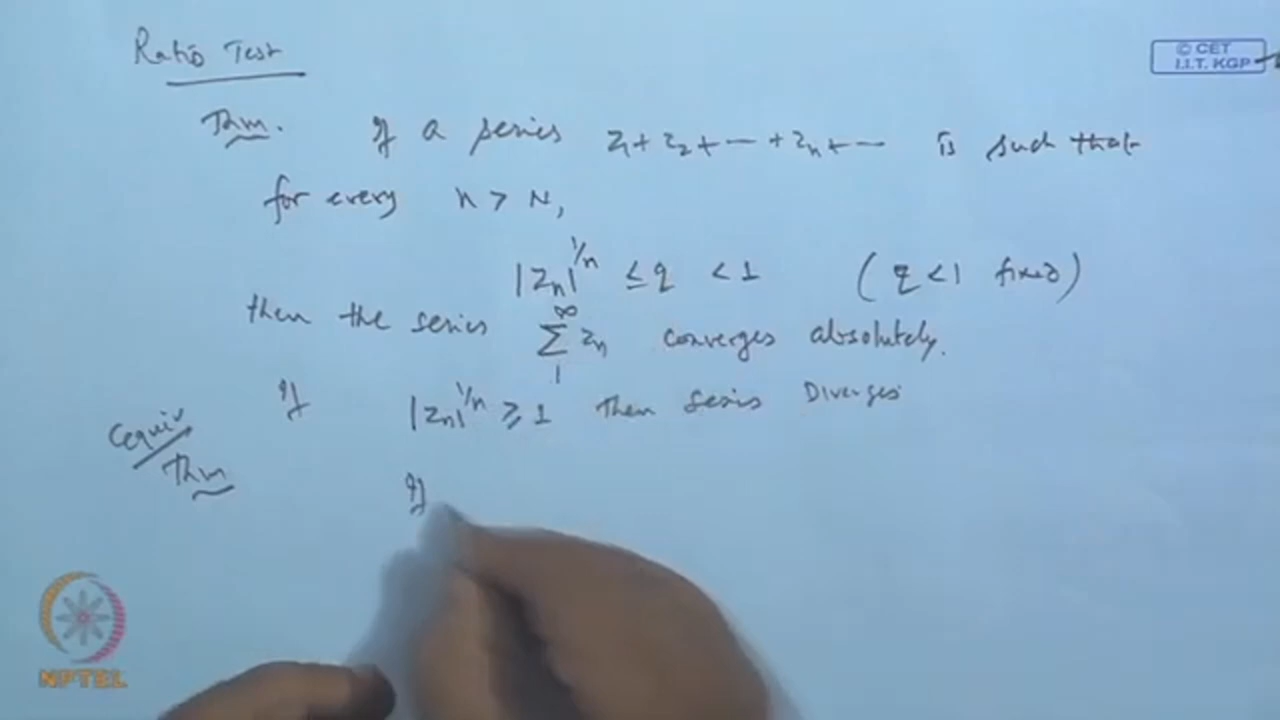 Ratio Test
© CET
I.I.T. KGP
Thm. If a series z₁ + z₂ + --- + zₙ + --- is such that
for every n > N,
|zₙ|^{1/n} ≤ q < 1 (q < 1 fixed)
then the series ∑_{1}^{∞} zₙ converges absolutely.
If |zₙ|^{1/n} ≥ 1 then series Diverges
Equiv
Thm If
NPTEL